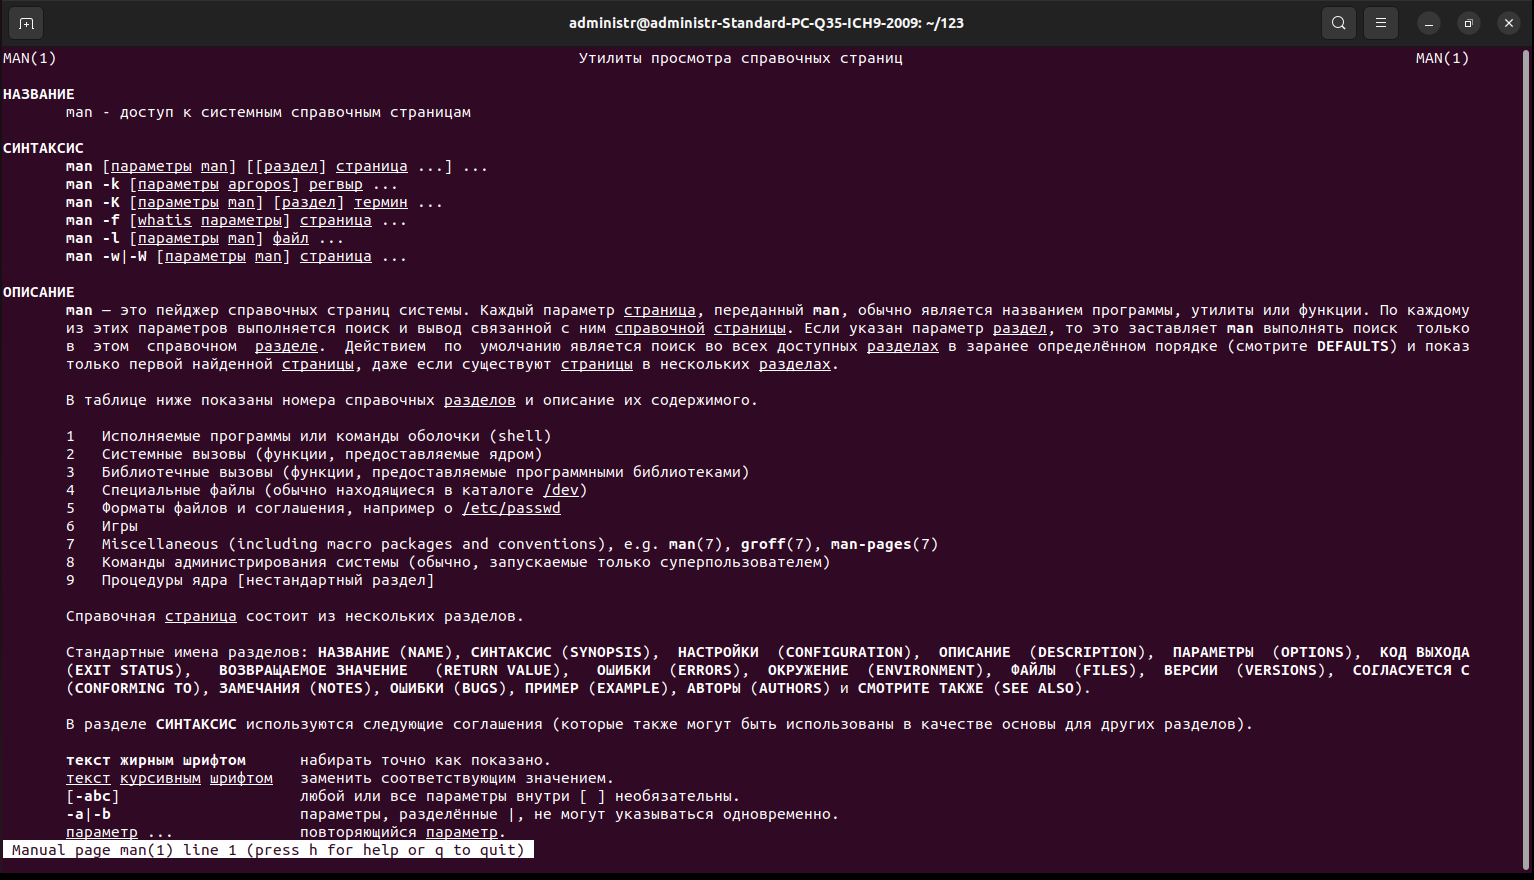 administr@administr-Standard-PC-Q35-ICH9-2009: ~/123
MAN(1) Утилиты просмотра справочных страниц MAN(1)
НАЗВАНИЕ
man - доступ к системным справочным страницам
СИНТАКСИС
man [параметры man] [[раздел] страница ...] ...
man -k [параметры apropos] регвыр ...
man -K [параметры man] [раздел] термин ...
man -f [whatis параметры] страница ...
man -l [параметры man] файл ...
man -w|-W [параметры man] страница ...
ОПИСАНИЕ
man — это пейджер справочных страниц системы. Каждый параметр страница, переданный man, обычно является названием программы, утилиты или функции. По каждому
из этих параметров выполняется поиск и вывод связанной с ним справочной страницы. Если указан параметр раздел, то это заставляет man выполнять поиск только
в этом справочном разделе. Действием по умолчанию является поиск во всех доступных разделах в заранее определённом порядке (смотрите DEFAULTS) и показ
только первой найденной страницы, даже если существуют страницы в нескольких разделах.
В таблице ниже показаны номера справочных разделов и описание их содержимого.
1 Исполняемые программы или команды оболочки (shell)
2 Системные вызовы (функции, предоставляемые ядром)
3 Библиотечные вызовы (функции, предоставляемые программными библиотеками)
4 Специальные файлы (обычно находящиеся в каталоге /dev)
5 Форматы файлов и соглашения, например о /etc/passwd
6 Игры
7 Miscellaneous (including macro packages and conventions), e.g. man(7), groff(7), man-pages(7)
8 Команды администрирования системы (обычно, запускаемые только суперпользователем)
9 Процедуры ядра [нестандартный раздел]
Справочная страница состоит из нескольких разделов.
Стандартные имена разделов: НАЗВАНИЕ (NAME), СИНТАКСИС (SYNOPSIS), НАСТРОЙКИ (CONFIGURATION), ОПИСАНИЕ (DESCRIPTION), ПАРАМЕТРЫ (OPTIONS), КОД ВЫХОДА
(EXIT STATUS), ВОЗВРАЩАЕМОЕ ЗНАЧЕНИЕ (RETURN VALUE), ОШИБКИ (ERRORS), ОКРУЖЕНИЕ (ENVIRONMENT), ФАЙЛЫ (FILES), ВЕРСИИ (VERSIONS), СОГЛАСУЕТСЯ С
(CONFORMING TO), ЗАМЕЧАНИЯ (NOTES), ОШИБКИ (BUGS), ПРИМЕР (EXAMPLE), АВТОРЫ (AUTHORS) и СМОТРИТЕ ТАКЖЕ (SEE ALSO).
В разделе СИНТАКСИС используются следующие соглашения (которые также могут быть использованы в качестве основы для других разделов).
текст жирным шрифтом набирать точно как показано.
текст курсивным шрифтом заменить соответствующим значением.
[-abc] любой или все параметры внутри [ ] необязательны.
-a|-b параметры, разделённые |, не могут указываться одновременно.
параметр ... повторяющийся параметр.
Manual page man(1) line 1 (press h for help or q to quit)